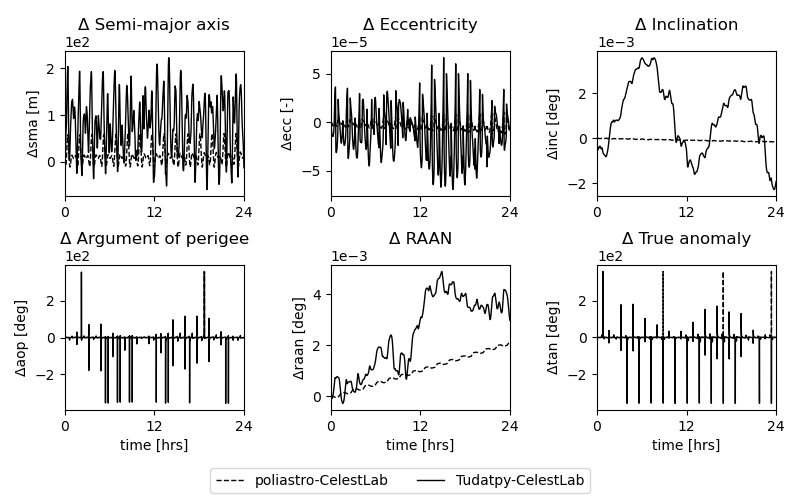 Δ Semi-major axis
1e2
Δsma [m]
2
1
0
0
12
24
Δ Eccentricity
1e−5
Δecc [-]
5
0
−5
0
12
24
Δ Inclination
1e−3
Δinc [deg]
2
0
−2
0
12
24
Δ Argument of perigee
1e2
Δaop [deg]
2
0
−2
0
12
24
time [hrs]
Δ RAAN
1e−3
Δraan [deg]
4
2
0
0
12
24
time [hrs]
Δ True anomaly
1e2
Δtan [deg]
2
0
−2
0
12
24
time [hrs]
poliastro-CelestLab
Tudatpy-CelestLab